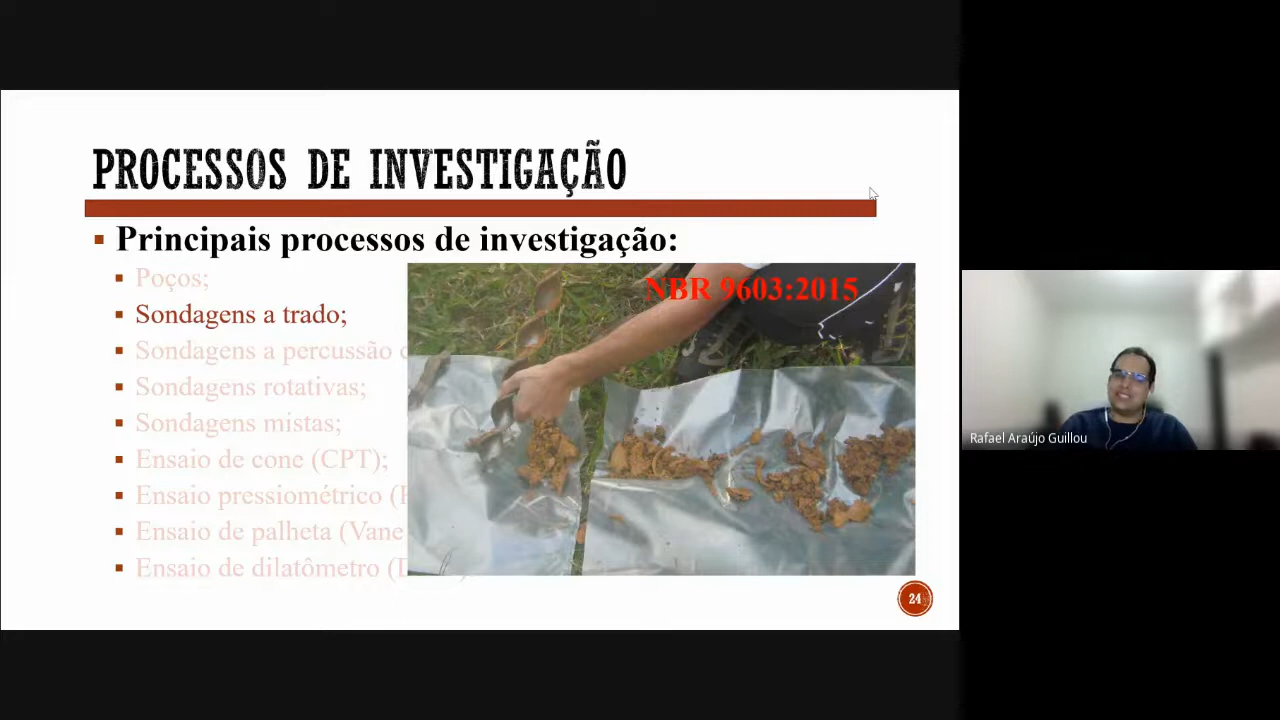 PROCESSOS DE INVESTIGAÇÃO
Principais processos de investigação:
Poços;
Sondagens a trado;
Sondagens a percussão
Sondagens rotativas;
Sondagens mistas;
Ensaio de cone (CPT);
Ensaio pressiométrico
Ensaio de palheta (Vane
Ensaio de dilatômetro
NBR 9603:2015
24
Rafael Araújo Guillou